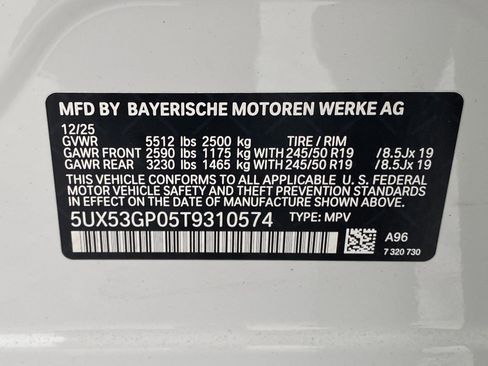 MFD BY BAYERISCHE MOTOREN WERKE AG
12/25
GVWR 5512 lbs 2500 kg TIRE / RIM
GAWR FRONT 2590 lbs 1175 kg WITH 245/50 R19 / 8.5Jx 19
GAWR REAR 3230 lbs 1465 kg WITH 245/50 R19 / 8.5Jx 19
THIS VEHICLE CONFORMS TO ALL APPLICABLE U. S. FEDERAL
MOTOR VEHICLE SAFETY AND THEFT PREVENTION STANDARDS
IN EFFECT ON THE DATE OF MANUFACTURE SHOWN ABOVE.
5UX53GP05T9310574 TYPE: MPV
A96
7 320 730